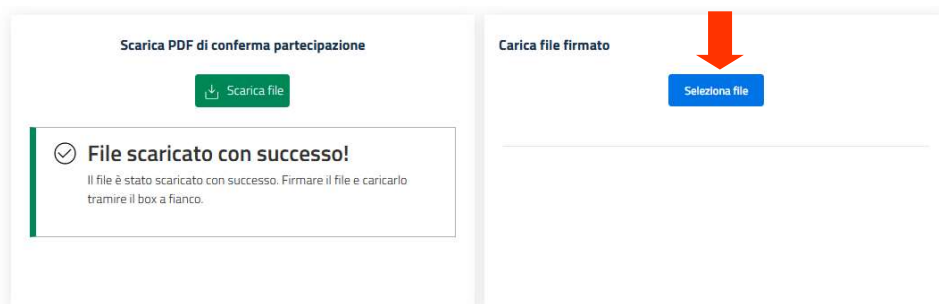 Scarica PDF di conferma partecipazione
Scarica file
File scaricato con successo!
Il file è stato scaricato con successo. Firmare il file e caricarlo
tramire il box a fianco.
Carica file firmato
Seleziona file